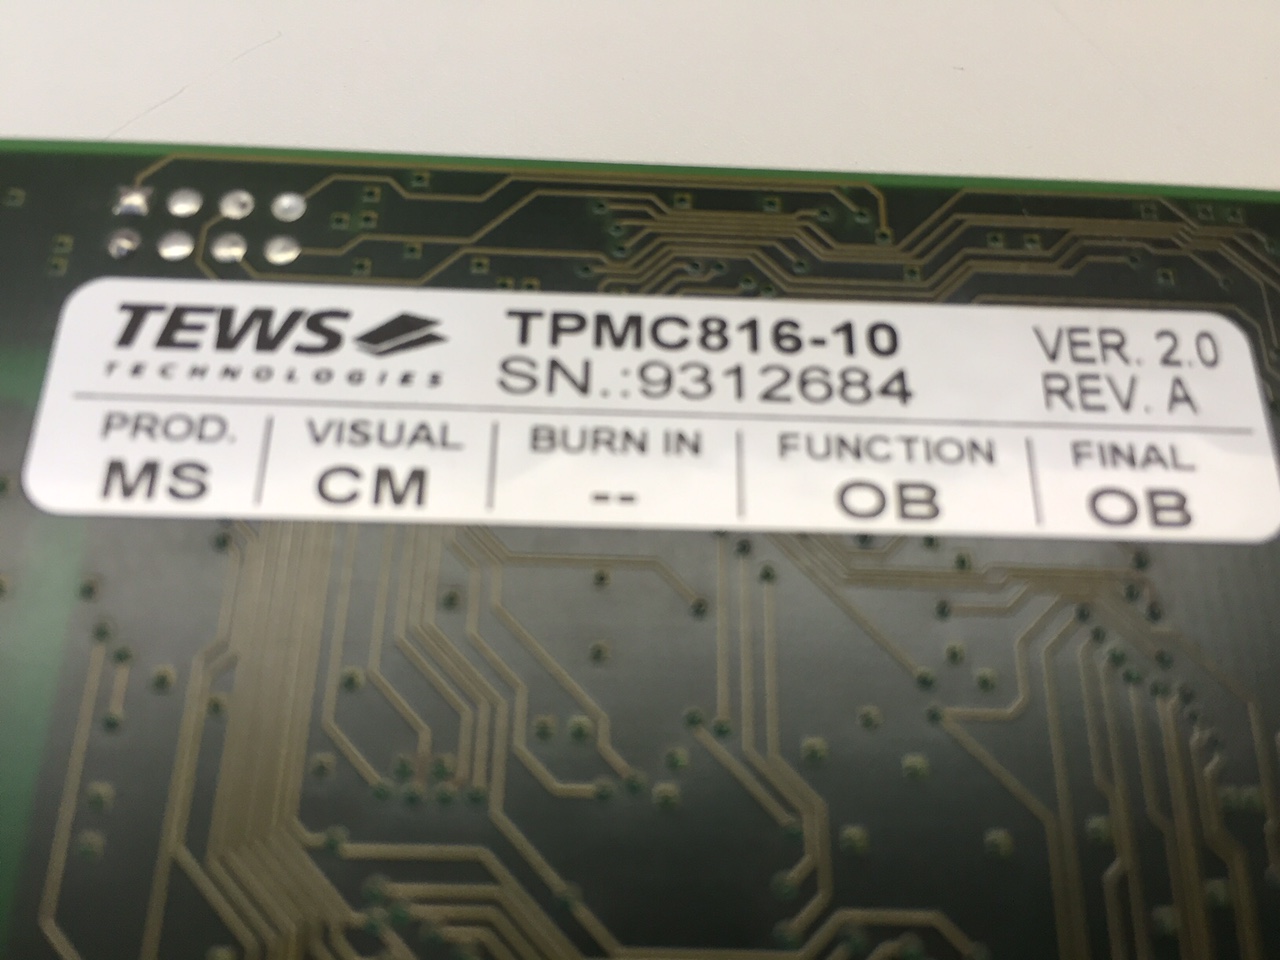 TEWS
TECHNOLOGIES
TPMC816-10
SN.:9312684
VER. 2.0
REV. A
PROD. VISUAL BURN IN FUNCTION FINAL
MS CM -- OB OB